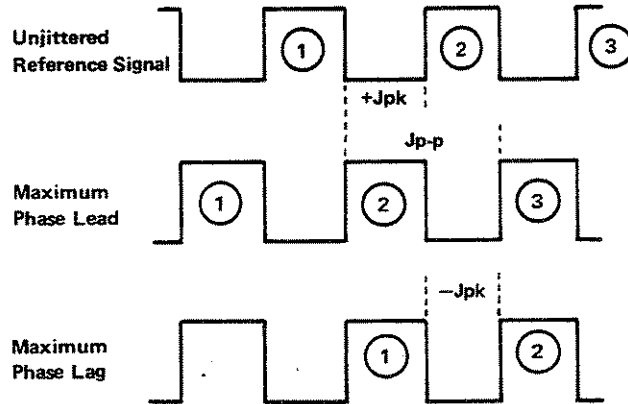 Unjittered
Reference Signal
1
2
3
+Jpk
Jp-p
Maximum
Phase Lead
1
2
3
−Jpk
Maximum
Phase Lag
1
2